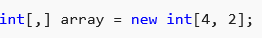 int[,] array = new int[4, 2];